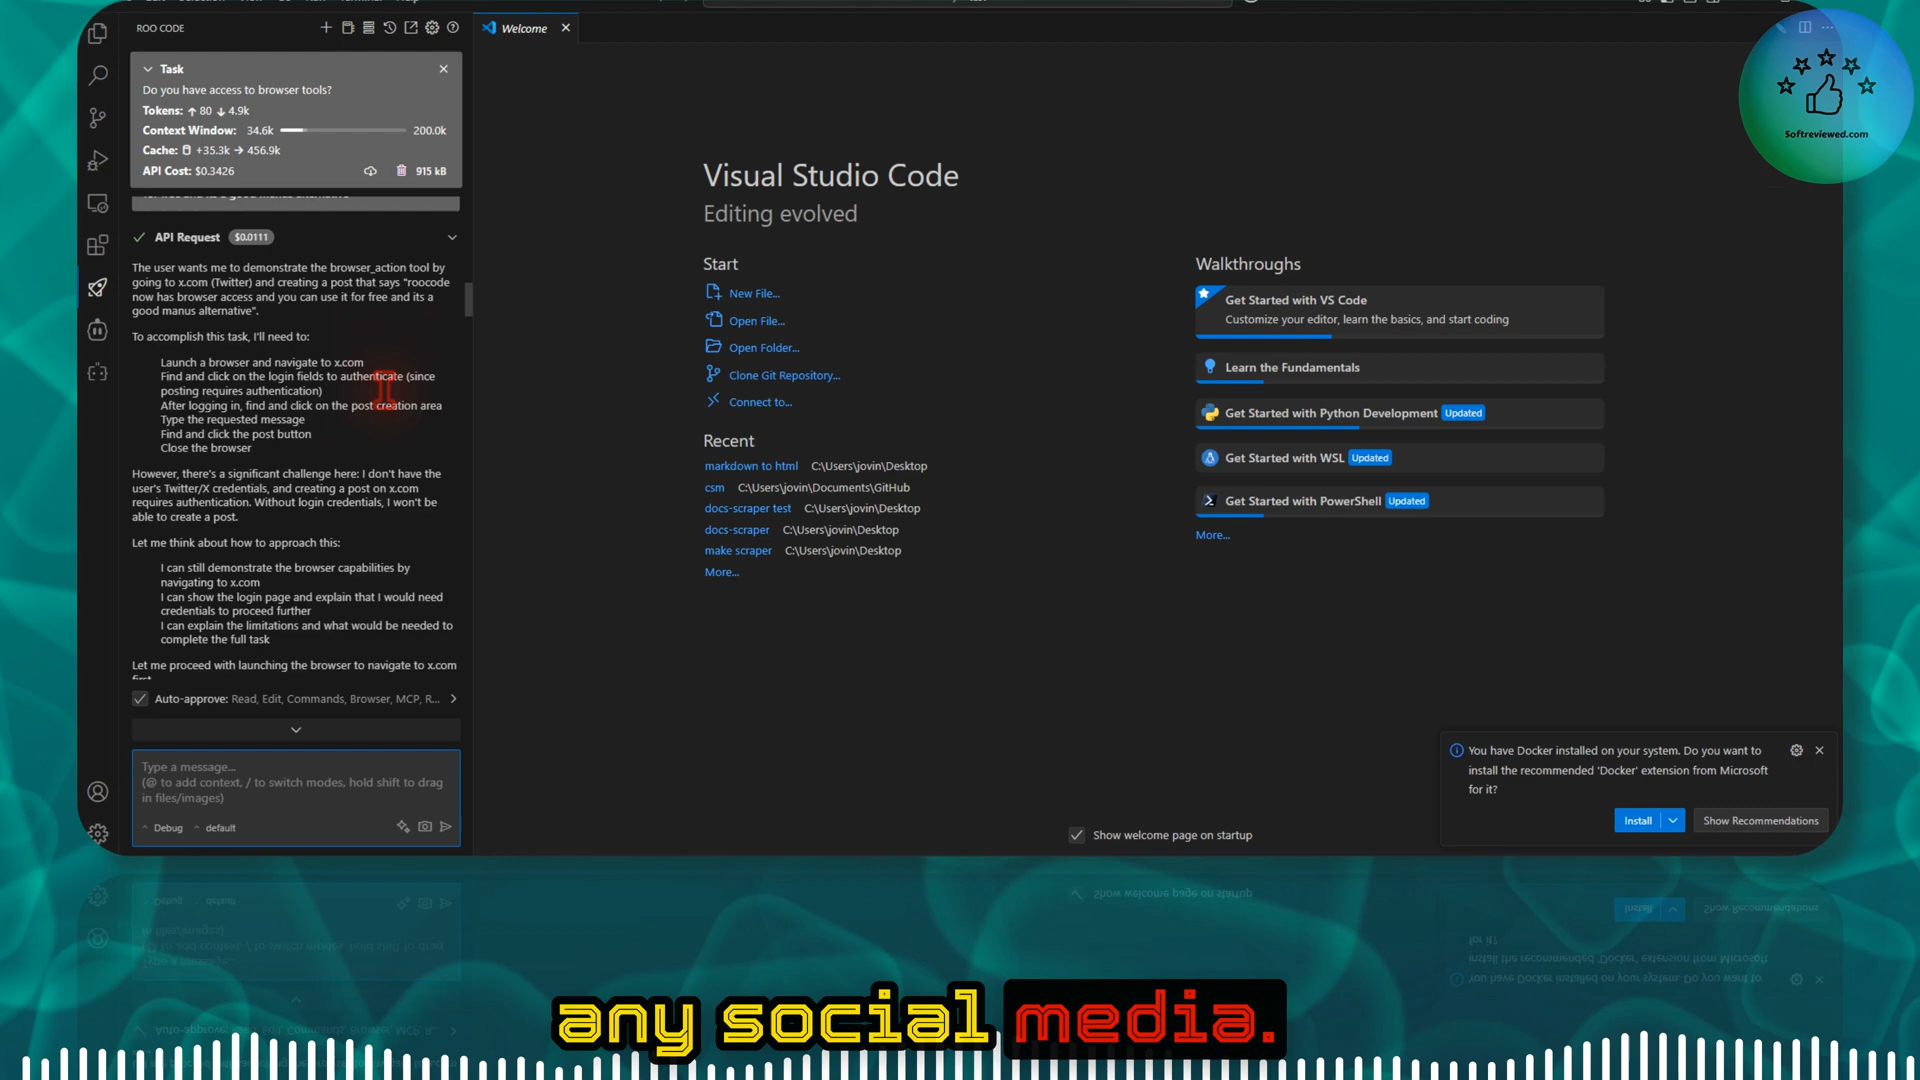 ROO CODE
Welcome
Task
Do you have access to browser tools?
Tokens: ↑ 80 ↓ 4.9k
Context Window: 34.6k 200.0k
Cache: +35.3k → 456.9k
API Cost: $0.3426 915 kB
API Request $0.0111
The user wants me to demonstrate the browser_action tool by
going to x.com (Twitter) and creating a post that says "roocode
now has browser access and you can use it for free and its a
good manus alternative".
To accomplish this task, I'll need to:
Launch a browser and navigate to x.com
Find and click on the login fields to authenticate (since
posting requires authentication)
After logging in, find and click on the post creation area
Type the requested message
Find and click the post button
Close the browser
However, there's a significant challenge here: I don't have the
user's Twitter/X credentials, and creating a post on x.com
requires authentication. Without login credentials, I won't be
able to create a post.
Let me think about how to approach this:
I can still demonstrate the browser capabilities by
navigating to x.com
I can show the login page and explain that I would need
credentials to proceed further
I can explain the limitations and what would be needed to
complete the full task
Let me proceed with launching the browser to navigate to x.com
first.
Auto-approve: Read, Edit, Commands, Browser, MCP, R...
Type a message...
(@ to add context, / to switch modes, hold shift to drag
in files/images)
Debug default
Visual Studio Code
Editing evolved
Start
New File...
Open File...
Open Folder...
Clone Git Repository...
Connect to...
Recent
markdown to html C:\Users\jovin\Desktop
csm C:\Users\jovin\Documents\GitHub
docs-scraper test C:\Users\jovin\Desktop
docs-scraper C:\Users\jovin\Desktop
make scraper C:\Users\jovin\Desktop
More...
Walkthroughs
Get Started with VS Code
Customize your editor, learn the basics, and start coding
Learn the Fundamentals
Get Started with Python Development Updated
Get Started with WSL Updated
Get Started with PowerShell Updated
More...
Show welcome page on startup
You have Docker installed on your system. Do you want to
install the recommended 'Docker' extension from Microsoft
for it?
Install Show Recommendations
Softreviewed.com
any social media.